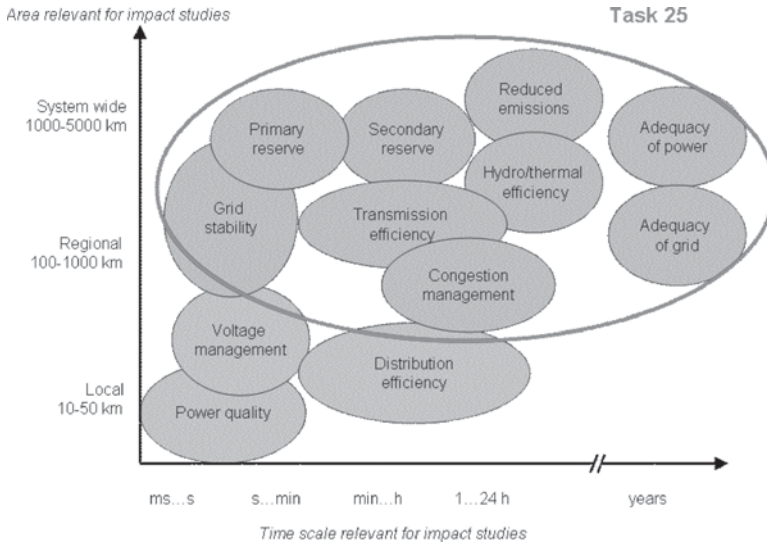 Area relevant for impact studies
Task 25
System wide
1000-5000 km
Regional
100-1000 km
Local
10-50 km
Reduced
emissions
Primary
reserve
Secondary
reserve
Adequacy
of power
Hydro/thermal
efficiency
Grid
stability
Transmission
efficiency
Adequacy
of grid
Congestion
management
Voltage
management
Distribution
efficiency
Power quality
ms...s
s...min
min...h
1...24 h
years
Time scale relevant for impact studies